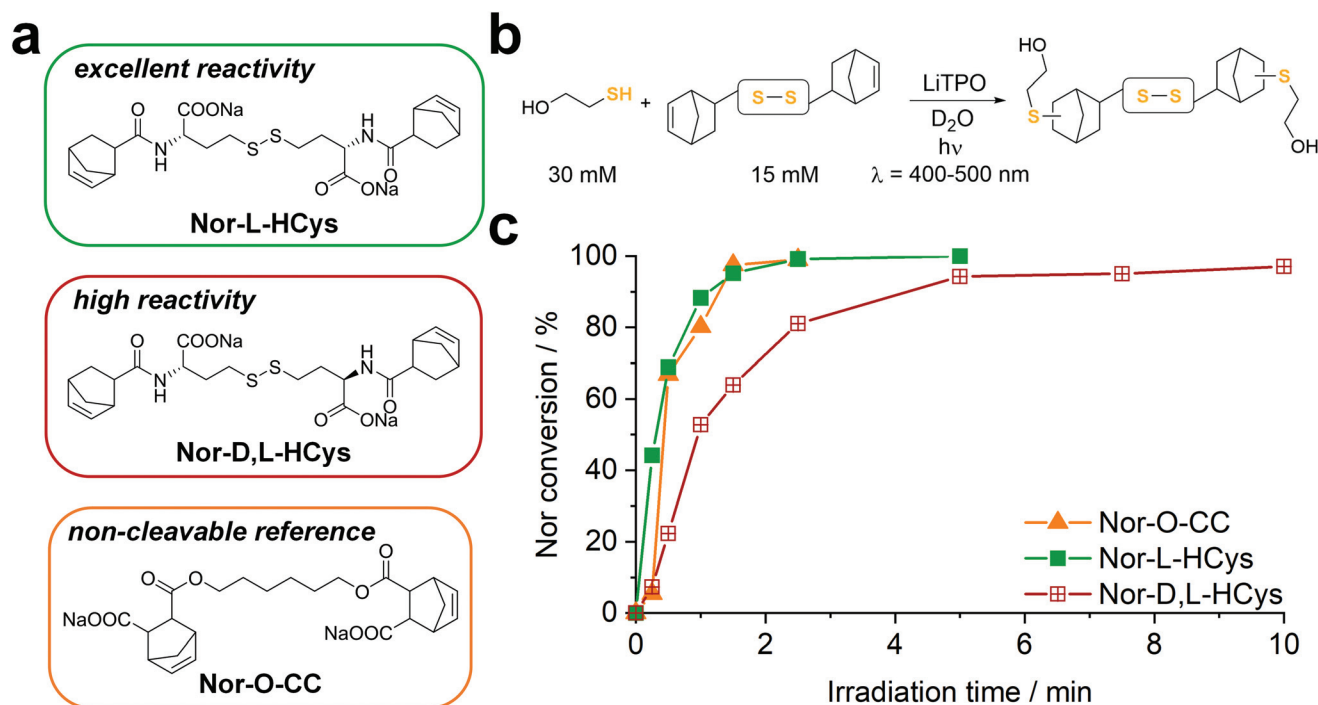 a
excellent reactivity
O
COONa
N
H
S
S
H
N
O
O
ONa
Nor-L-HCys
high reactivity
O
COONa
N
H
S
S
H
N
O
O
ONa
Nor-D,L-HCys
non-cleavable reference
O
O
O
O
NaOOC
NaOOC
Nor-O-CC
b
HO
SH
+
S–S
LiTPO
D₂O
hν
λ = 400-500 nm
30 mM
15 mM
HO
S
S–S
S
OH
c
Nor conversion / %
100
80
60
40
20
0
0 2 4 6 8 10
Irradiation time / min
Nor-O-CC
Nor-L-HCys
Nor-D,L-HCys